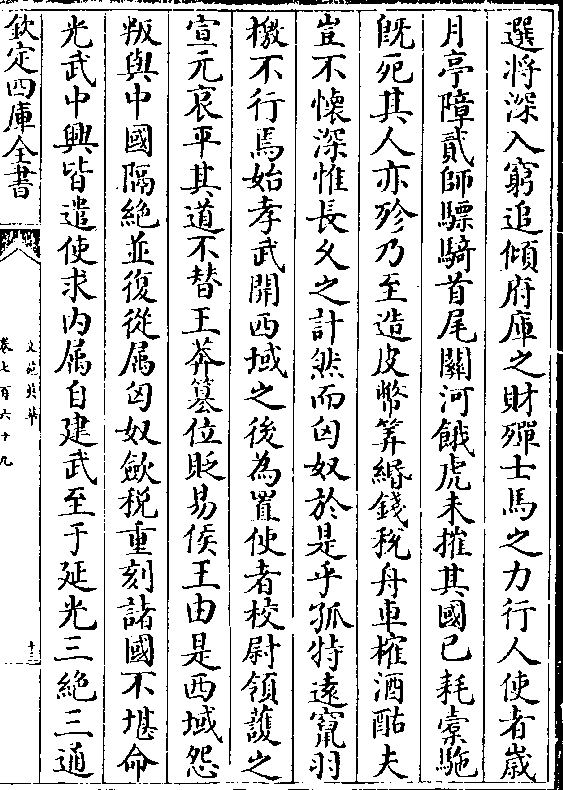 選將深入窮追傾府庫之財殫士馬之力行人使者嵗
月亭障貳師驃騎首尾關河餓虎未摧其國已耗槖駞
既死其人亦殄乃至造皮幣筭緡錢税舟車榷酒酤夫
豈不懐深惟長久之計然而匈奴於是乎孤特遠竄羽
檄不行焉始孝武開西域之後為置使者校尉領護之
宣元哀平其道不替王莽簒位貶易侯王由是西域怨
叛與中國隔絶並復從属匈奴歛税重刻諸國不堪命
光武中興皆遣使求内属自建武至于延光三絶三通
欽定四庫全書
文苑英華
卷七百六十九
十三